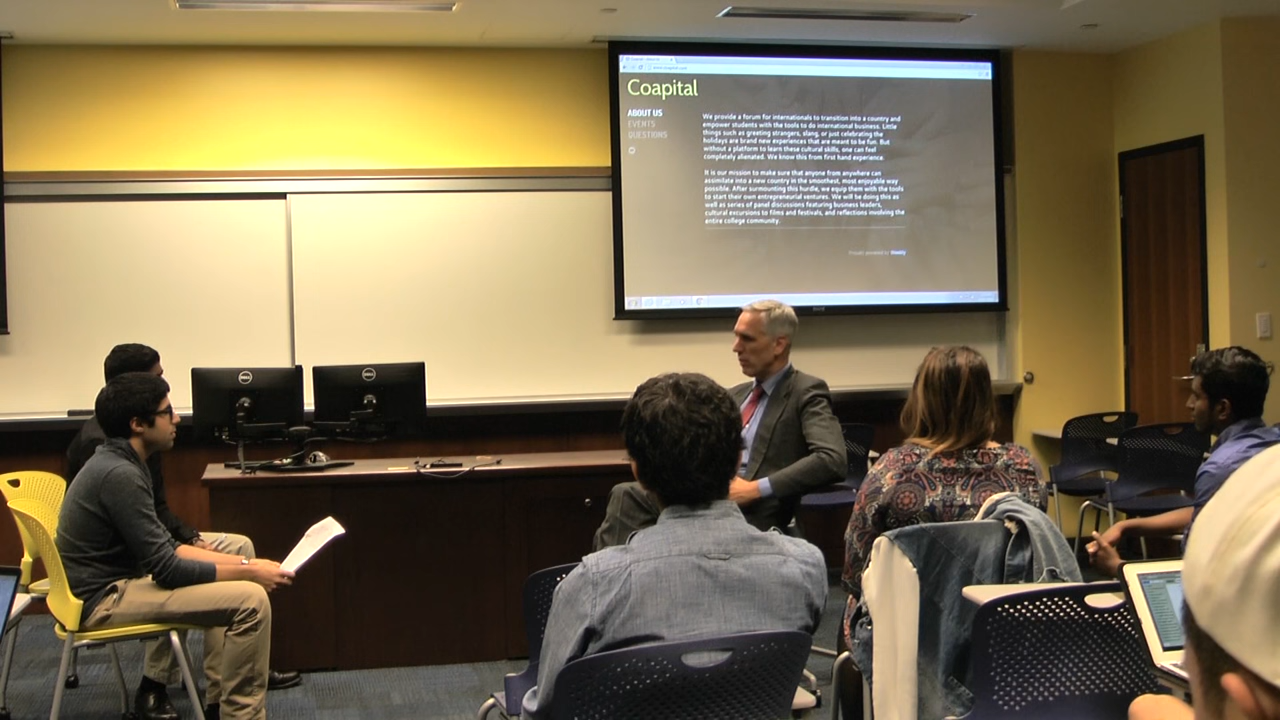 Coapital
ABOUT US
EVENTS
QUESTIONS
We provide a forum for internationals to transition into a country and
empower students with the tools to do international business. Little
things such as greeting strangers, slang, or just celebrating the
holidays are brand new experiences that are meant to be fun. But
without a platform to learn these cultural skills, one can feel
completely alienated. We know this from first hand experience.
It is our mission to make sure that anyone from anywhere can
assimilate into a new country in the smoothest, most enjoyable way
possible. After surmounting this hurdle, we equip them with the tools
to start their own entrepreneurial ventures. We will be doing this as
well as series of panel discussions featuring business leaders,
cultural excursions to films and festivals, and reflections involving the
entire college community.
powered by Weebly
DELL
DELL